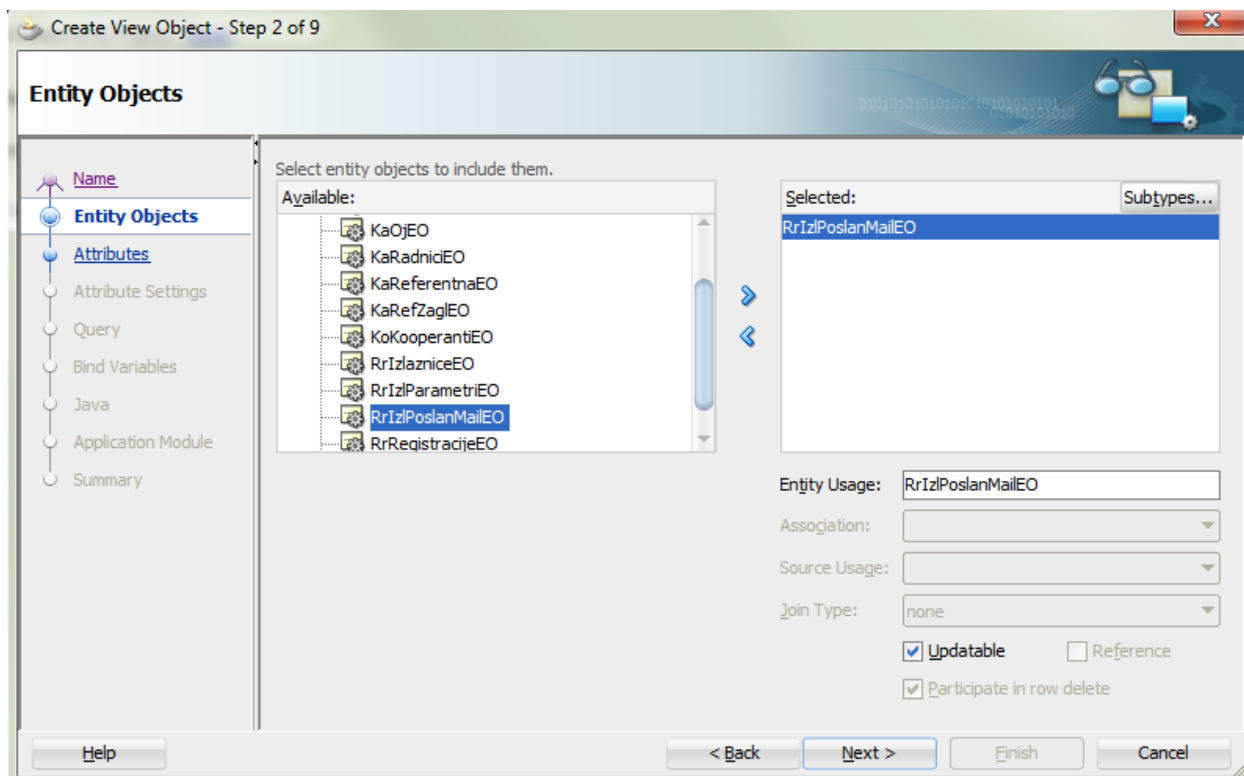 Create View Object - Step 2 of 9
Entity Objects
Name
Entity Objects
Attributes
Attribute Settings
Query
Bind Variables
Java
Application Module
Summary
Select entity objects to include them.
Available:
KaOjEO
KaRadniciEO
KaReferentnaEO
KaRefZaglEO
KoKooperantiEO
RrIzlazniceEO
RrIzlParametriEO
RrIzlPoslanMailEO
RrRegistracijeEO
Selected:
Subtypes...
RrIzlPoslanMailEO
Entity Usage: RrIzlPoslanMailEO
Association:
Source Usage:
Join Type: none
Updatable Reference
Participate in row delete
Help < Back Next > Finish Cancel